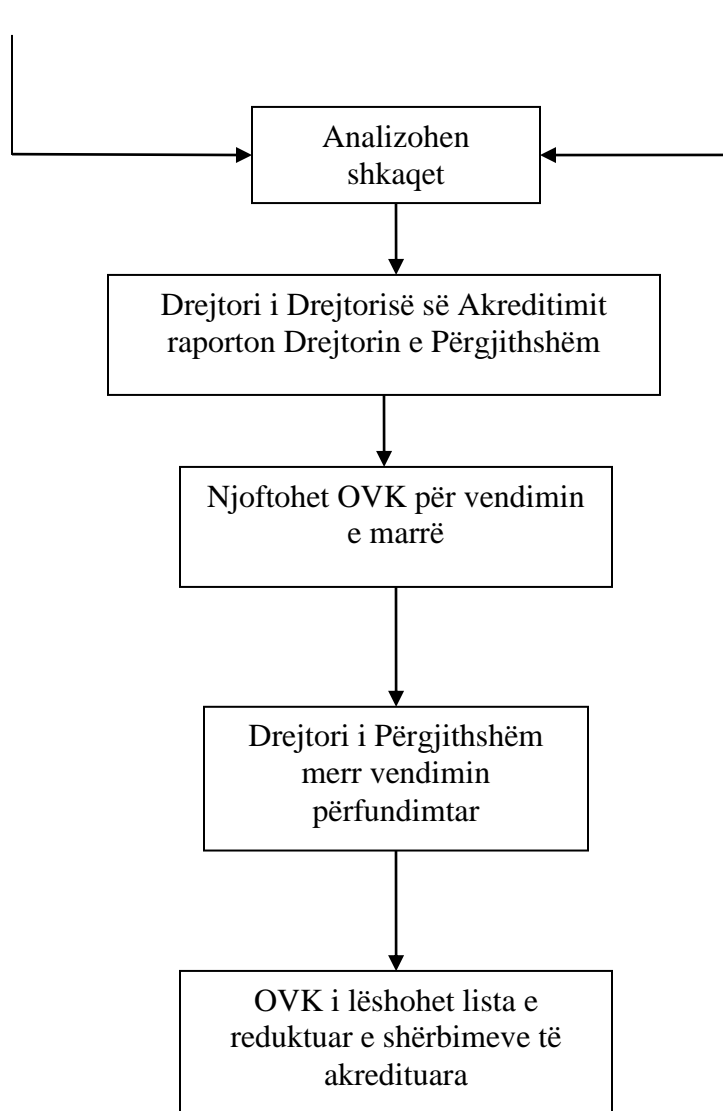 Analizohen
shkaqet
Drejtori i Drejtorisë së Akreditimit
raporton Drejtorin e Përgjithshëm
Njoftohet OVK për vendimin
e marrë
Drejtori i Përgjithshëm
merr vendimin
përfundimtar
OVK i lëshohet lista e
reduktuar e shërbimeve të
akredituara